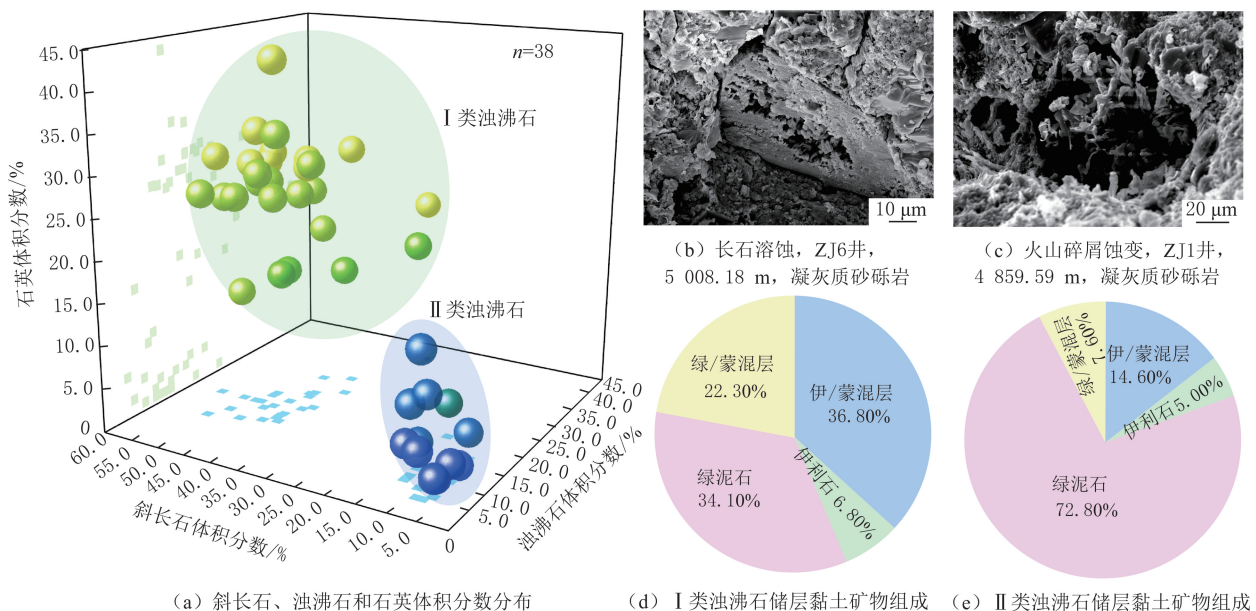 n=38
Ⅰ类浊沸石
Ⅱ类浊沸石
石英体积分数/%
45.0
40.0
35.0
30.0
25.0
20.0
15.0
10.0
5.0
0
斜长石体积分数/%
60.0
55.0
50.0
45.0
40.0
35.0
30.0
25.0
20.0
15.0
10.0
5.0
0
浊沸石体积分数/%
5.0
10.0
15.0
20.0
25.0
30.0
35.0
40.0
45.0
(a) 斜长石、浊沸石和石英体积分数分布
10 μm
(b) 长石溶蚀，ZJ6井，
5 008.18 m，凝灰质砂砾岩
20 μm
(c) 火山碎屑蚀变，ZJ1井，
4 859.59 m，凝灰质砂砾岩
绿/蒙混层
22.30%
伊/蒙混层
36.80%
伊利石 6.80%
绿泥石
34.10%
(d) Ⅰ类浊沸石储层黏土矿物组成
绿/蒙混层
7.60%
伊/蒙混层
14.60%
伊利石 5.00%
绿泥石
72.80%
(e) Ⅱ类浊沸石储层黏土矿物组成